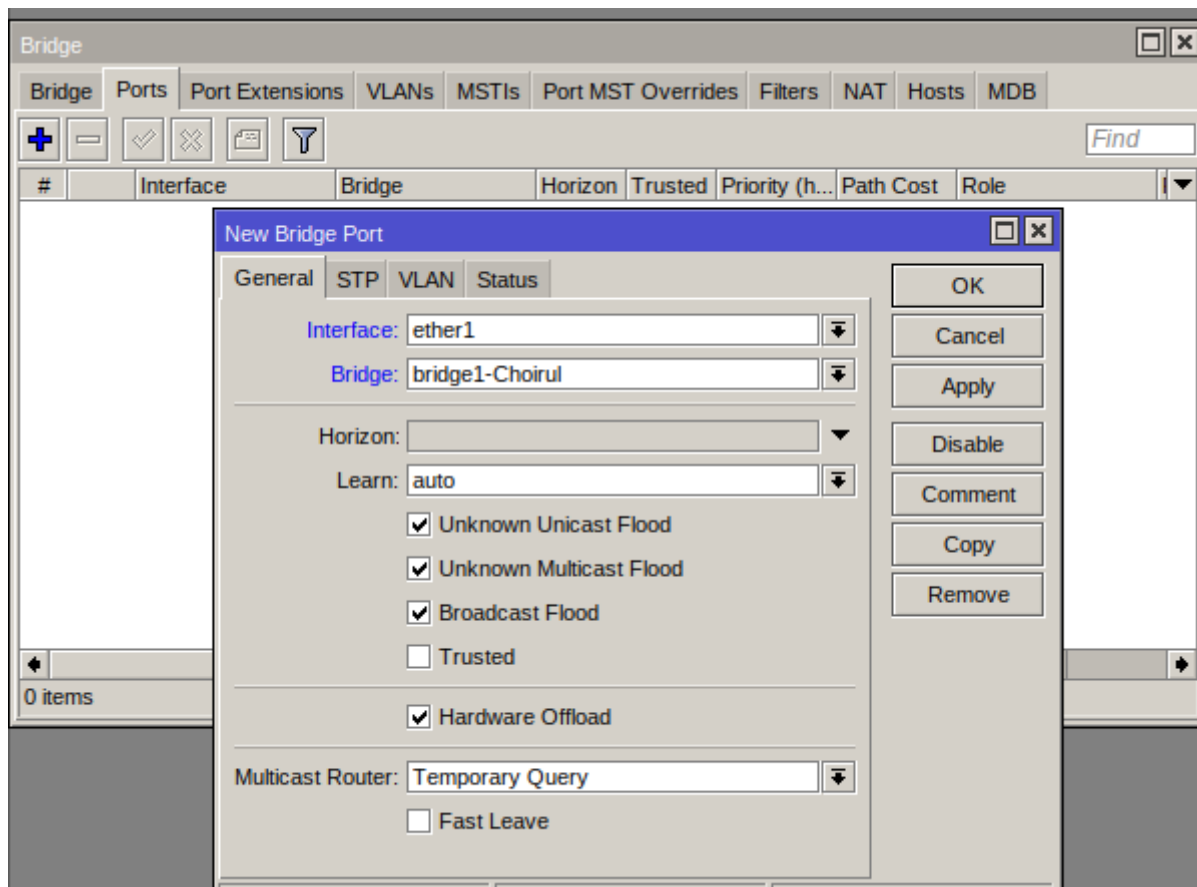 Bridge
Bridge Ports Port Extensions VLANs MSTIs Port MST Overrides Filters NAT Hosts MDB
Find
# Interface Bridge Horizon Trusted Priority (h... Path Cost Role
New Bridge Port
General STP VLAN Status
OK
Interface: ether1
Cancel
Bridge: bridge1-Choirul
Apply
Horizon:
Disable
Learn: auto
Comment
Unknown Unicast Flood
Copy
Unknown Multicast Flood
Remove
Broadcast Flood
Trusted
0 items
Hardware Offload
Multicast Router: Temporary Query
Fast Leave